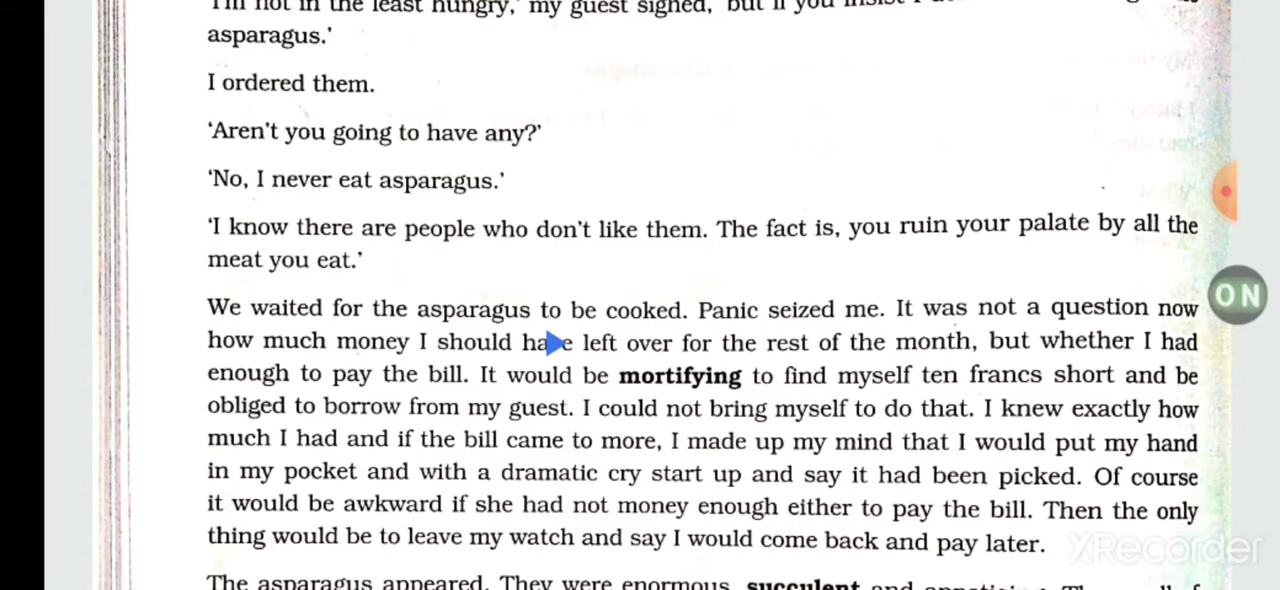 not in the least hungry,' my guest sighed, 'but if you insist I
asparagus.'
I ordered them.
'Aren't you going to have any?'
'No, I never eat asparagus.'
'I know there are people who don't like them. The fact is, you ruin your palate by all the
meat you eat.'
We waited for the asparagus to be cooked. Panic seized me. It was not a question now
ON
how much money I should have left over for the rest of the month, but whether I had
enough to pay the bill. It would be mortifying to find myself ten francs short and be
obliged to borrow from my guest. I could not bring myself to do that. I knew exactly how
much I had and if the bill came to more, I made up my mind that I would put my hand
in my pocket and with a dramatic cry start up and say it had been picked. Of course
it would be awkward if she had not money enough either to pay the bill. Then the only
thing would be to leave my watch and say I would come back and pay later.
XRecorder
The asparagus appeared. They were enormous, succulent and